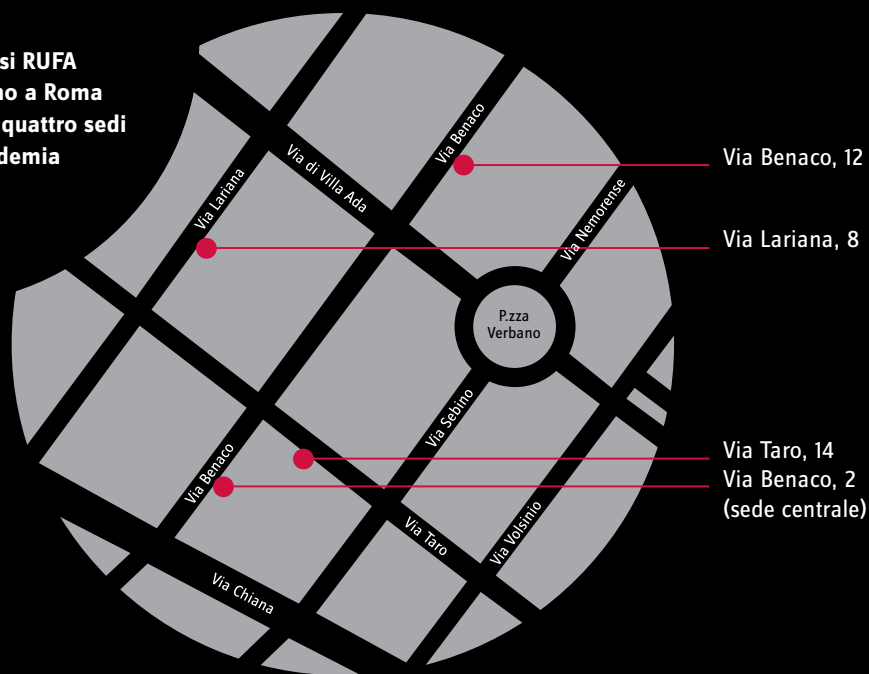 si RUFA
no a Roma
quattro sedi
demia
Via Benaco
Via di Villa Ada
Via Lariana
Via Nemorense
P.zza
Verbano
Via Sebino
Via Benaco
Via Taro
Via Volsinio
Via Chiana
Via Benaco, 12
Via Lariana, 8
Via Taro, 14
Via Benaco, 2
(sede centrale)